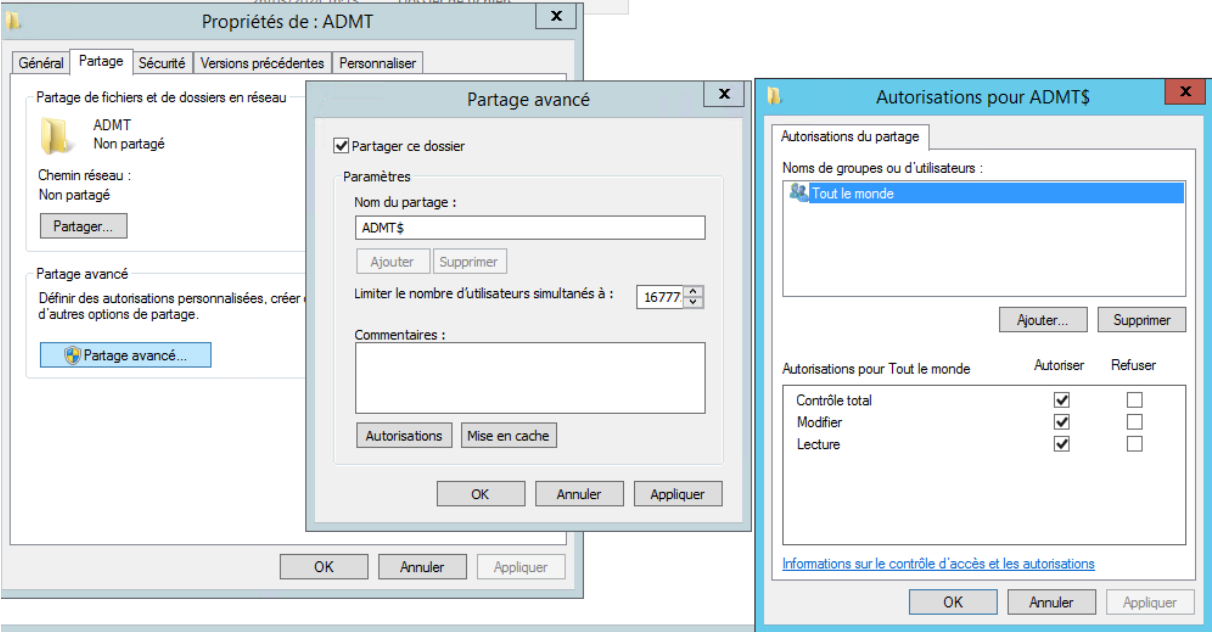 Propriétés de : ADMT
x
Général Partage Sécurité Versions précédentes Personnaliser
Partage de fichiers et de dossiers en réseau
ADMT
Non partagé
Chemin réseau :
Non partagé
Partager...
Partage avancé
Définir des autorisations personnalisées, créer
d'autres options de partage.
Partage avancé...
OK Annuler Appliquer
Partage avancé
x
Partager ce dossier
Paramètres
Nom du partage :
ADMT$
Ajouter Supprimer
Limiter le nombre d'utilisateurs simultanés à : 16777
Commentaires :
Autorisations Mise en cache
OK Annuler Appliquer
Autorisations pour ADMT$
x
Autorisations du partage
Noms de groupes ou d'utilisateurs :
Tout le monde
Ajouter... Supprimer
Autorisations pour Tout le monde Autoriser Refuser
Contrôle total
Modifier
Lecture
Informations sur le contrôle d'accès et les autorisations
OK Annuler Appliquer